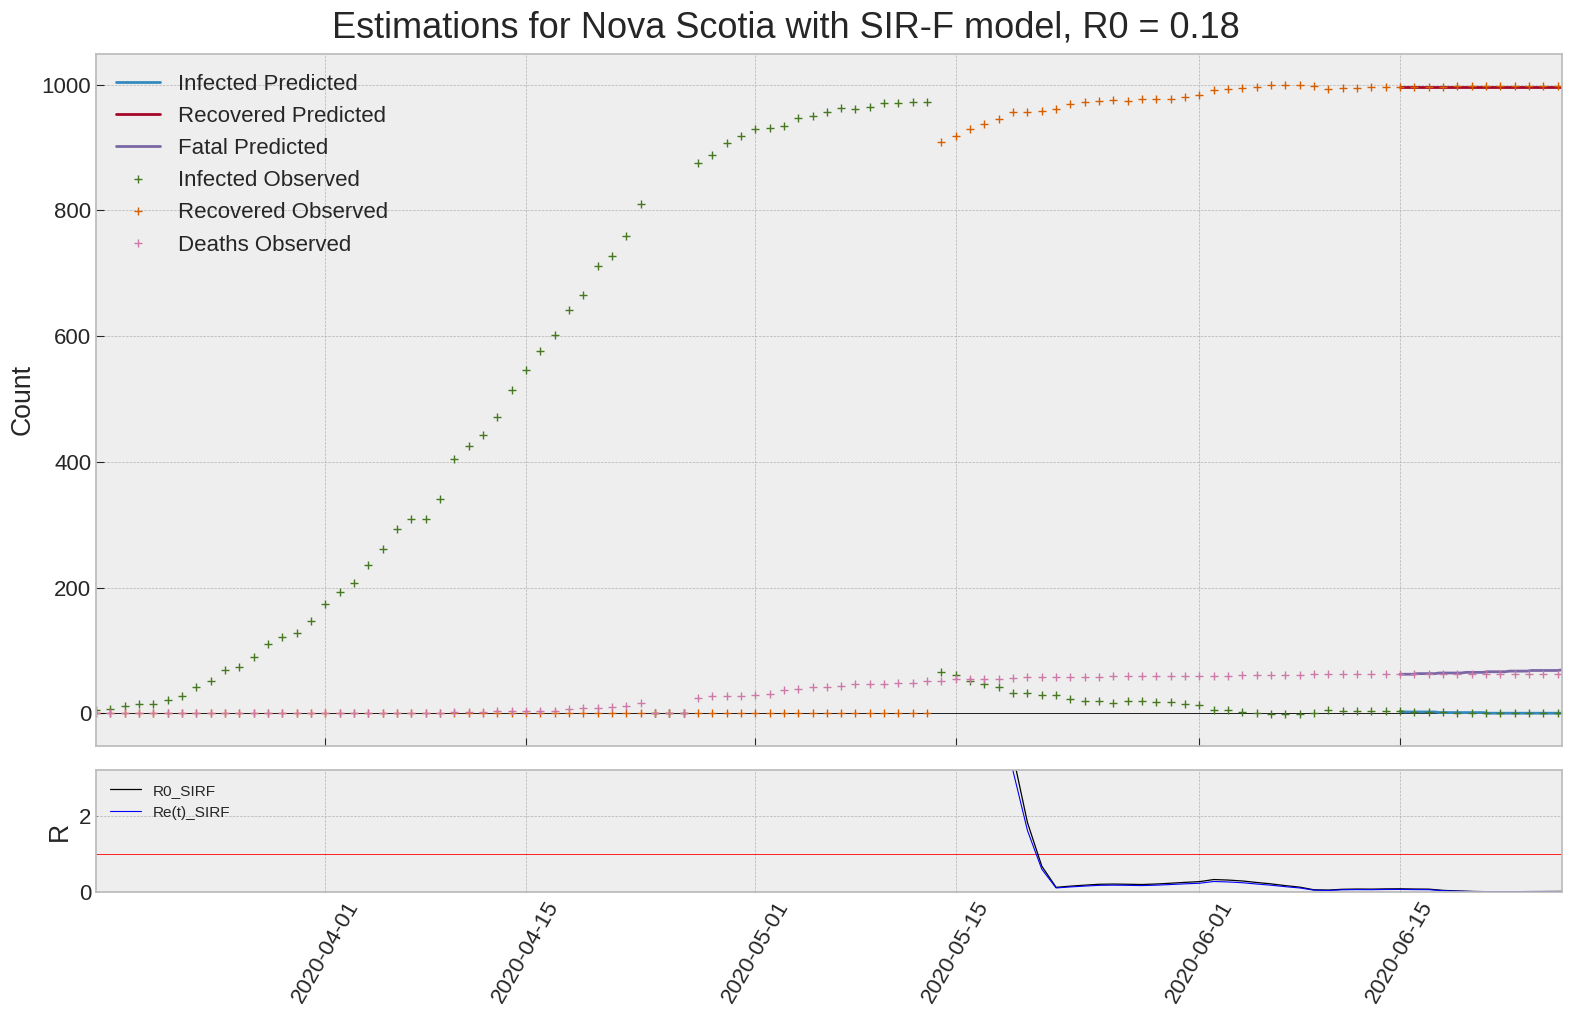 Estimations for Nova Scotia with SIR-F model, R0 = 0.18
Infected Predicted
Recovered Predicted
Fatal Predicted
Infected Observed
Recovered Observed
Deaths Observed
1000
800
600
400
200
0
Count
R0_SIRF
Re(t)_SIRF
2
0
R
2020-04-01
2020-04-15
2020-05-01
2020-05-15
2020-06-01
2020-06-15